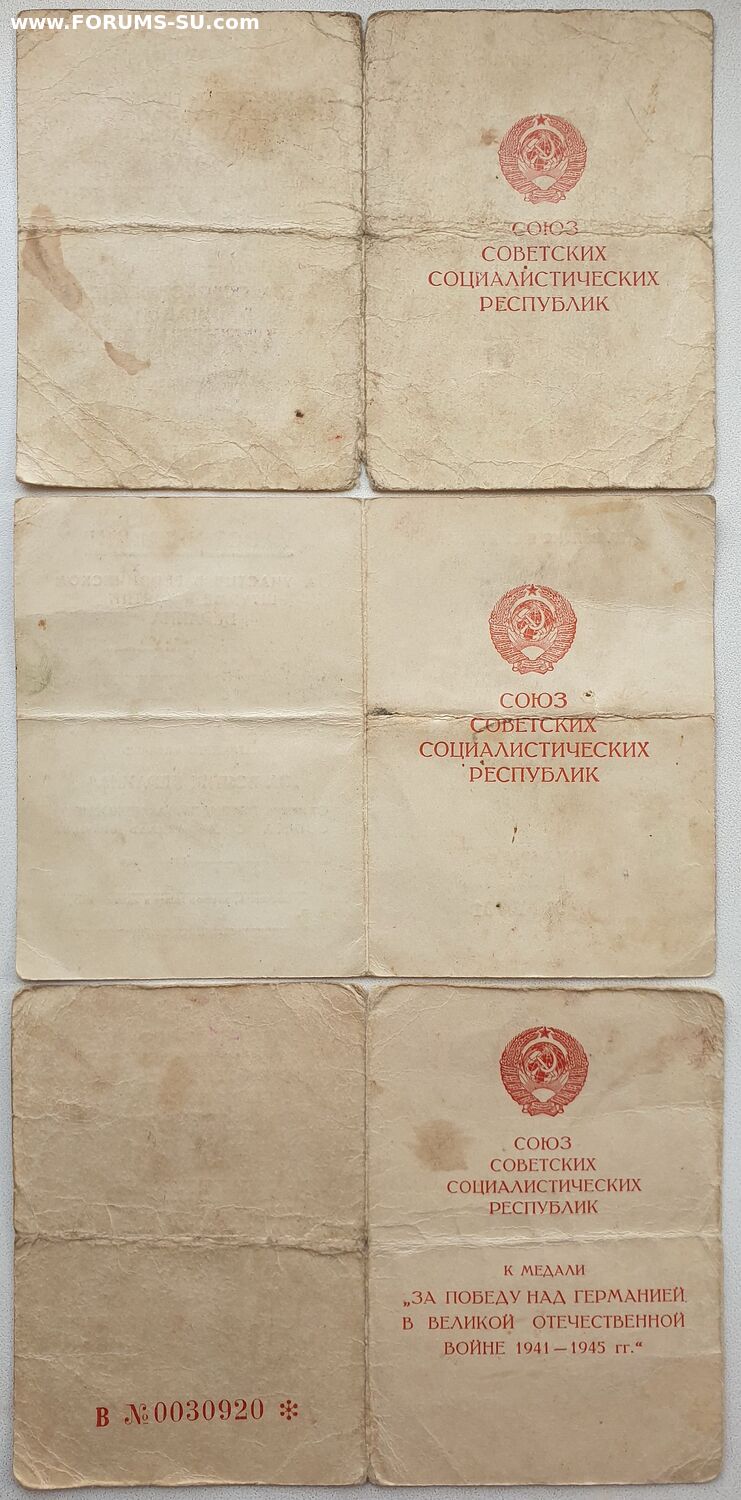 www.FORUMS-SU.com
СОЮЗ
СОВЕТСКИХ
СОЦИАЛИСТИЧЕСКИХ
РЕСПУБЛИК
СОЮЗ
СОВЕТСКИХ
СОЦИАЛИСТИЧЕСКИХ
РЕСПУБЛИК
СОЮЗ
СОВЕТСКИХ
СОЦИАЛИСТИЧЕСКИХ
РЕСПУБЛИК
К МЕДАЛИ
„ЗА ПОБЕДУ НАД ГЕРМАНИЕЙ
В ВЕЛИКОЙ ОТЕЧЕСТВЕННОЙ
ВОЙНЕ 1941—1945 гг.“
В №0030920 *